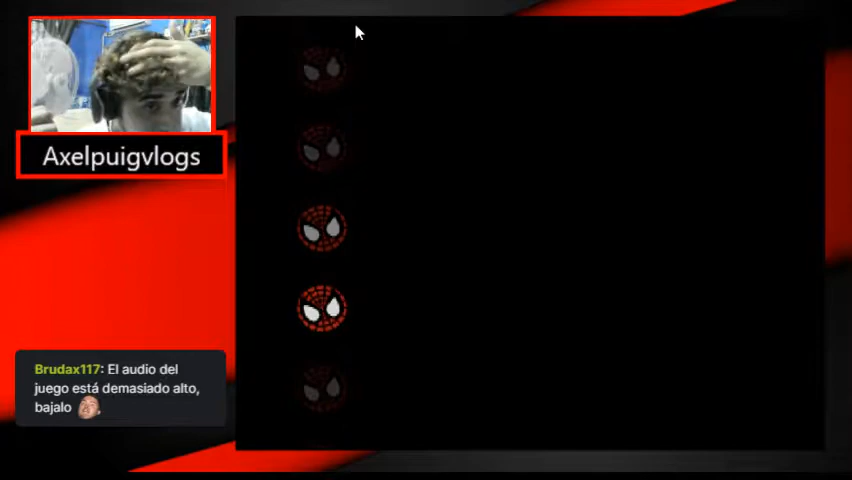 Axelpuigvlogs
Brudax117: El audio del
juego está demasiado alto,
bajalo